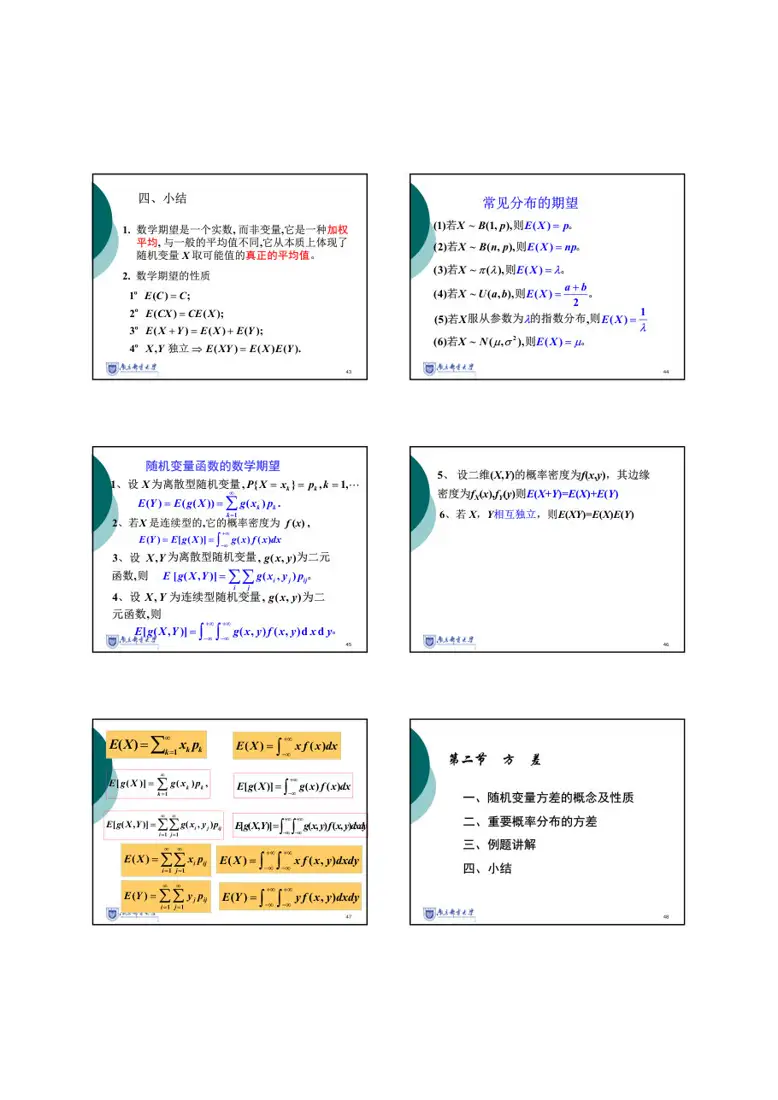 四、小结
1. 数学期望是一个实数, 而非变量,它是一种加权
平均, 与一般的平均值不同,它从本质上体现了
随机变量 X 取可能值的真正的平均值。
2. 数学期望的性质
1º E(C) = C;
2º E(CX) = CE(X);
3º E(X + Y) = E(X) + E(Y);
4º X,Y 独立 ⇒ E(XY) = E(X)E(Y).
43
常见分布的期望
(1)若X ~ B(1, p),则E(X) = p。
(2)若X ~ B(n, p),则E(X) = np。
(3)若X ~ π(λ),则E(X) = λ。
(4)若X ~ U(a,b),则E(X) = (a + b)/2。
(5)若X服从参数为λ的指数分布,则E(X) = 1/λ
(6)若X ~ N(μ,σ²),则E(X) = μ。
44
随机变量函数的数学期望
1、设 X 为离散型随机变量, P{X = x_k} = p_k, k = 1,⋯
E(Y) = E(g(X)) = ∑_{k=1}^{∞} g(x_k)p_k.
2、若X 是连续型的,它的概率密度为 f(x),
E(Y) = E[g(X)] = ∫_{-∞}^{+∞} g(x)f(x)dx
3、设 X,Y为离散型随机变量, g(x, y)为二元
函数,则 E[g(X,Y)] = ∑_i ∑_j g(x_i, y_j)p_ij。
4、设 X, Y 为连续型随机变量, g(x, y)为二
元函数,则
E[g(X,Y)] = ∫_{-∞}^{+∞} ∫_{-∞}^{+∞} g(x, y)f(x, y)d x d y。
45
5、 设二维(X,Y)的概率密度为f(x,y)，其边缘
密度为f_X(x),f_Y(y)则E(X+Y)=E(X)+E(Y)
6、若 X，Y相互独立，则E(XY)=E(X)E(Y)
46
E(X) = ∑_{k=1}^{∞} x_k p_k
E(X) = ∫_{-∞}^{+∞} x f(x)dx
E[g(X)] = ∑_{k=1}^{∞} g(x_k)p_k,
E[g(X)] = ∫_{-∞}^{+∞} g(x)f(x)dx
E[g(X,Y)] = ∑_{i=1}^{∞} ∑_{j=1}^{∞} g(x_i, y_j)p_ij
E[g(X,Y)] = ∫_{-∞}^{+∞} ∫_{-∞}^{+∞} g(x,y)f(x,y)dxdy
E(X) = ∑_{i=1}^{∞} ∑_{j=1}^{∞} x_i p_ij
E(X) = ∫_{-∞}^{+∞} ∫_{-∞}^{+∞} x f(x, y)dxdy
E(Y) = ∑_{i=1}^{∞} ∑_{j=1}^{∞} y_j p_ij
E(Y) = ∫_{-∞}^{+∞} ∫_{-∞}^{+∞} y f(x, y)dxdy
47
第二节 方 差
一、随机变量方差的概念及性质
二、重要概率分布的方差
三、例题讲解
四、小结
48